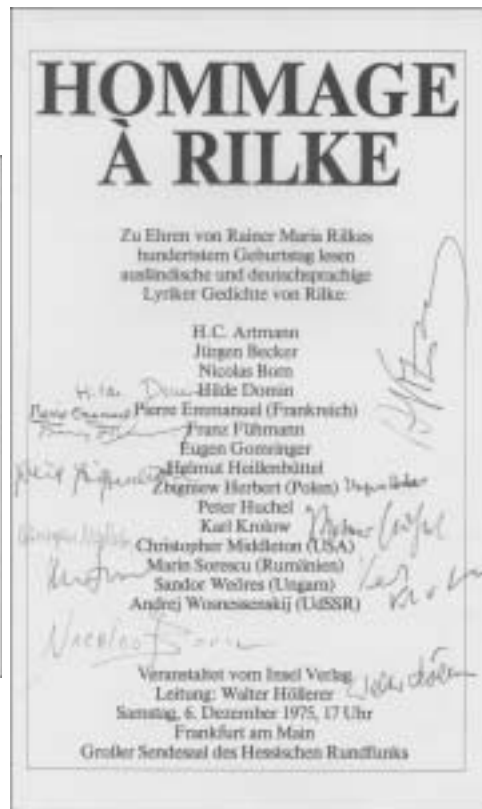 HOMMAGE
À RILKE
Zu Ehren von Rainer Maria Rilkes
hundertstem Geburtstag lesen
ausländische und deutschsprachige
Lyriker Gedichte von Rilke:
H.C. Artmann
Jürgen Becker
Nicolas Born
Hilde Domin
Pierre Emmanuel (Frankreich)
Franz Fühmann
Eugen Gomringer
Helmut Heißenbüttel
Zbigniew Herbert (Polen)
Peter Huchel
Karl Krolow
Christopher Middleton (USA)
Marin Sorescu (Rumänien)
Sandor Weöres (Ungarn)
Andrej Wosnessenskij (UdSSR)
Nicolas Born
Veranstaltet vom Insel Verlag
Leitung: Walter Höllerer
Samstag, 6. Dezember 1975, 17 Uhr
Frankfurt am Main
Großer Sendesaal des Hessischen Rundfunks